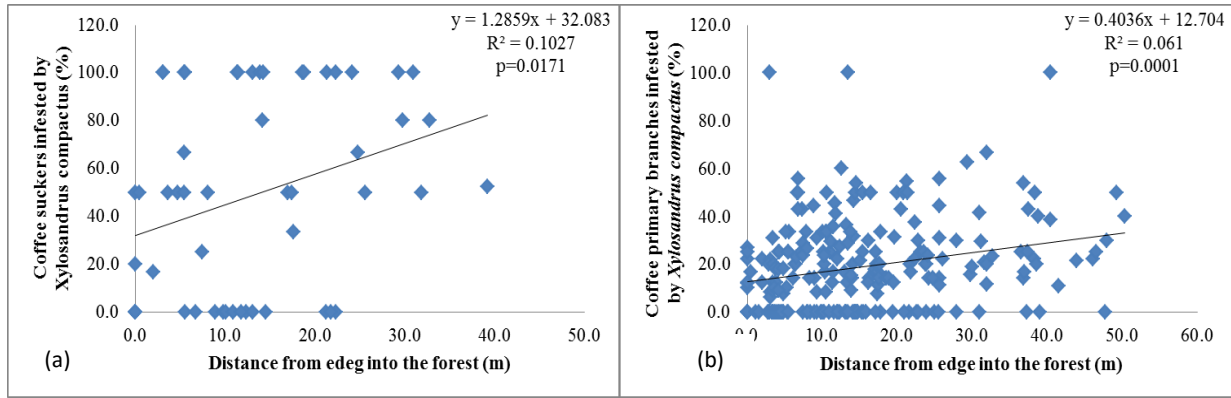 120.0
100.0
80.0
60.0
40.0
20.0
0.0
Coffee suckers infested by
Xylosandrus compactus (%)
y = 1.2859x + 32.083
R² = 0.1027
p=0.0171
0.0 10.0 20.0 30.0 40.0 50.0
(a)
Distance from edeg into the forest (m)
120.0
100.0
80.0
60.0
40.0
20.0
0.0
Coffee primary branches infested
by Xylosandrus compactus (%)
y = 0.4036x + 12.704
R² = 0.061
p=0.0001
10.0 20.0 30.0 40.0 50.0 60.0
(b)
Distance from edge into the forest (m)